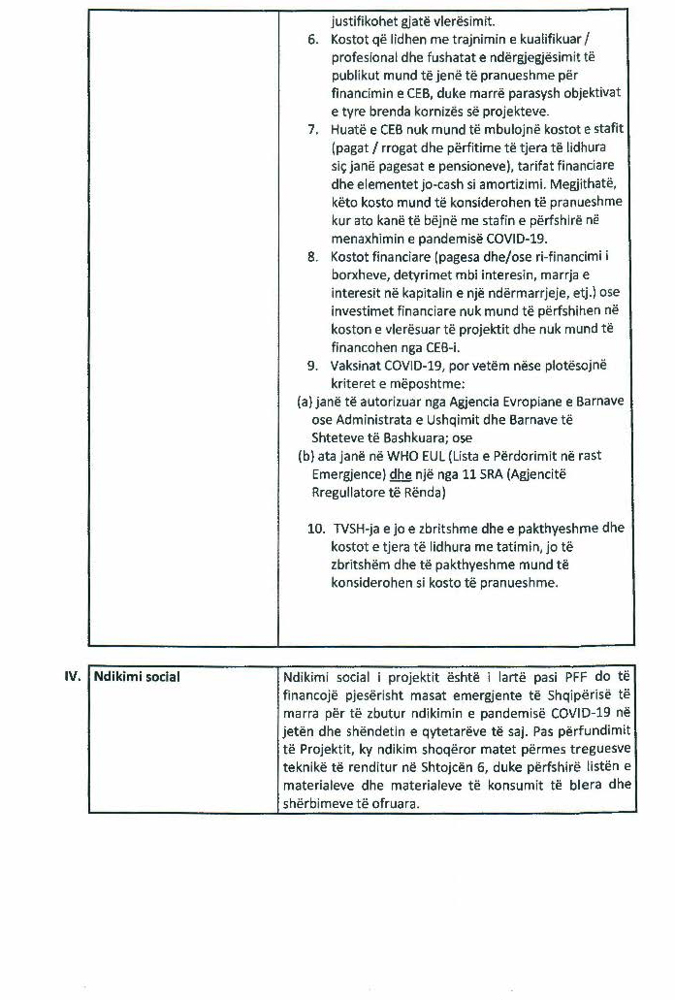 justifikohet gjatë vlerësimit.
6. Kostot që lidhen me trajnimin e kualifikuar /
profesional dhe fushatat e ndërgjegjësimit të
publikut mund të jenë të pranueshme për
financimin e CEB, duke marrë parasysh objektivat
e tyre brenda kornizës së projekteve.
7. Huatë e CEB nuk mund të mbulojnë kostot e stafit
(pagat / rrogat dhe përfitime të tjera të lidhura
siç janë pagesat e pensioneve), tarifat financiare
dhe elementet jo-cash si amortizimi. Megjithatë,
këto kosto mund të konsiderohen të pranueshme
kur ato kanë të bëjnë me stafin e përfshirë në
menaxhimin e pandemisë COVID-19.
8. Kostot financiare (pagesa dhe/ose ri-financimi i
borxheve, detyrimet mbi interesin, marrja e
interesit në kapitalin e një ndërmarrjeje, etj.) ose
investimet financiare nuk mund të përfshihen në
koston e vlerësuar të projektit dhe nuk mund të
financohen nga CEB-i.
9. Vaksinat COVID-19, por vetëm nëse plotësojnë
kriteret e mëposhtme:
(a) janë të autorizuar nga Agjencia Evropiane e Barnave
ose Administrata e Ushqimit dhe Barnave të
Shteteve të Bashkuara; ose
(b) ata janë në WHO EUL (Lista e Përdorimit në rast
Emergjence) dhe një nga 11 SRA (Agjencitë
Rregullatore të Rënda)
10. TVSH-ja e jo e zbritshme dhe e pakthyeshme dhe
kostot e tjera të lidhura me tatimin, jo të
zbritshëm dhe të pakthyeshme mund të
konsiderohen si kosto të pranueshme.
IV. Ndikimi social
Ndikimi social i projektit është i lartë pasi PFF do të
financojë pjesërisht masat emergjente të Shqipërisë të
marra për të zbutur ndikimin e pandemisë COVID-19 në
jetën dhe shëndetin e qytetarëve të saj. Pas përfundimit
të Projektit, ky ndikim shoqëror matet përmes treguesve
teknikë të renditur në Shtojcën 6, duke përfshirë listën e
materialeve dhe materialeve të konsumit të blera dhe
shërbimeve të ofruara.